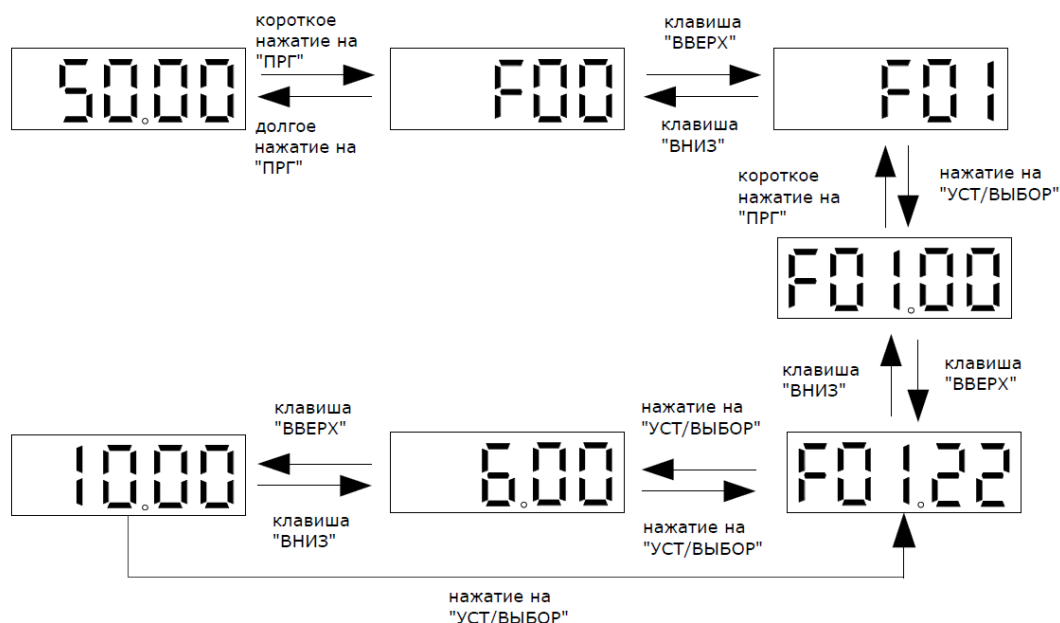 короткое
нажатие на
"ПРГ"
клавиша
"ВВЕРХ"
50.00
F00
F01
долгое
нажатие на
"ПРГ"
клавиша
"ВНИЗ"
короткое
нажатие на
"ПРГ"
нажатие на
"УСТ/ВЫБОР"
F01.00
клавиша
"ВНИЗ"
клавиша
"ВВЕРХ"
клавиша
"ВВЕРХ"
нажатие на
"УСТ/ВЫБОР"
10.00
6.00
F01.22
клавиша
"ВНИЗ"
нажатие на
"УСТ/ВЫБОР"
нажатие на
"УСТ/ВЫБОР"